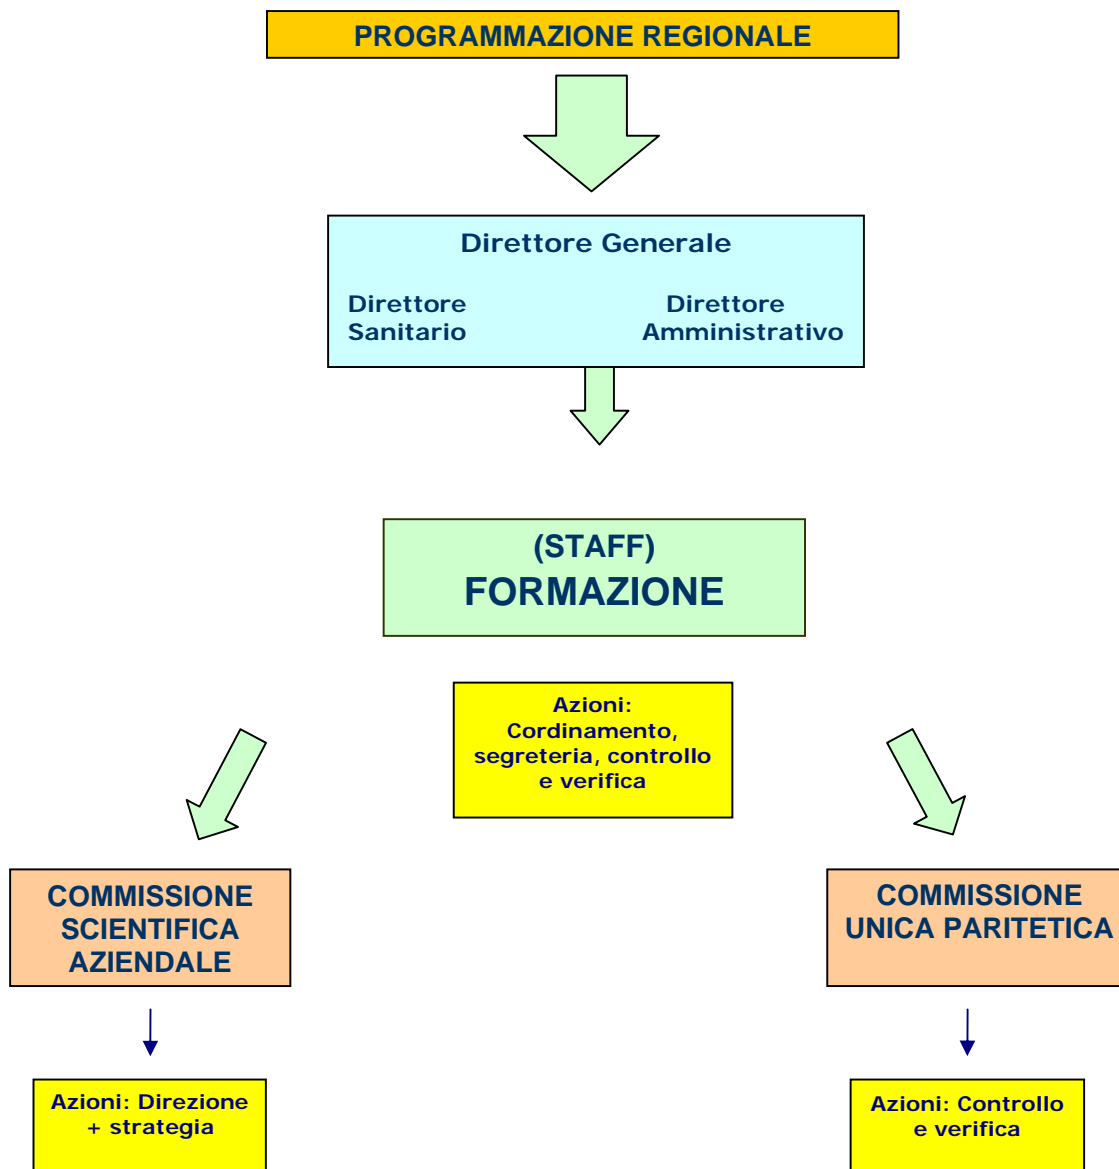 PROGRAMMAZIONE REGIONALE
Direttore Generale
Direttore Sanitario
Direttore Amministrativo
(STAFF)
FORMAZIONE
Azioni:
Cordinamento,
segreteria, controllo
e verifica
COMMISSIONE
SCIENTIFICA
AZIENDALE
COMMISSIONE
UNICA PARITETICA
Azioni: Direzione
+ strategia
Azioni: Controllo
e verifica